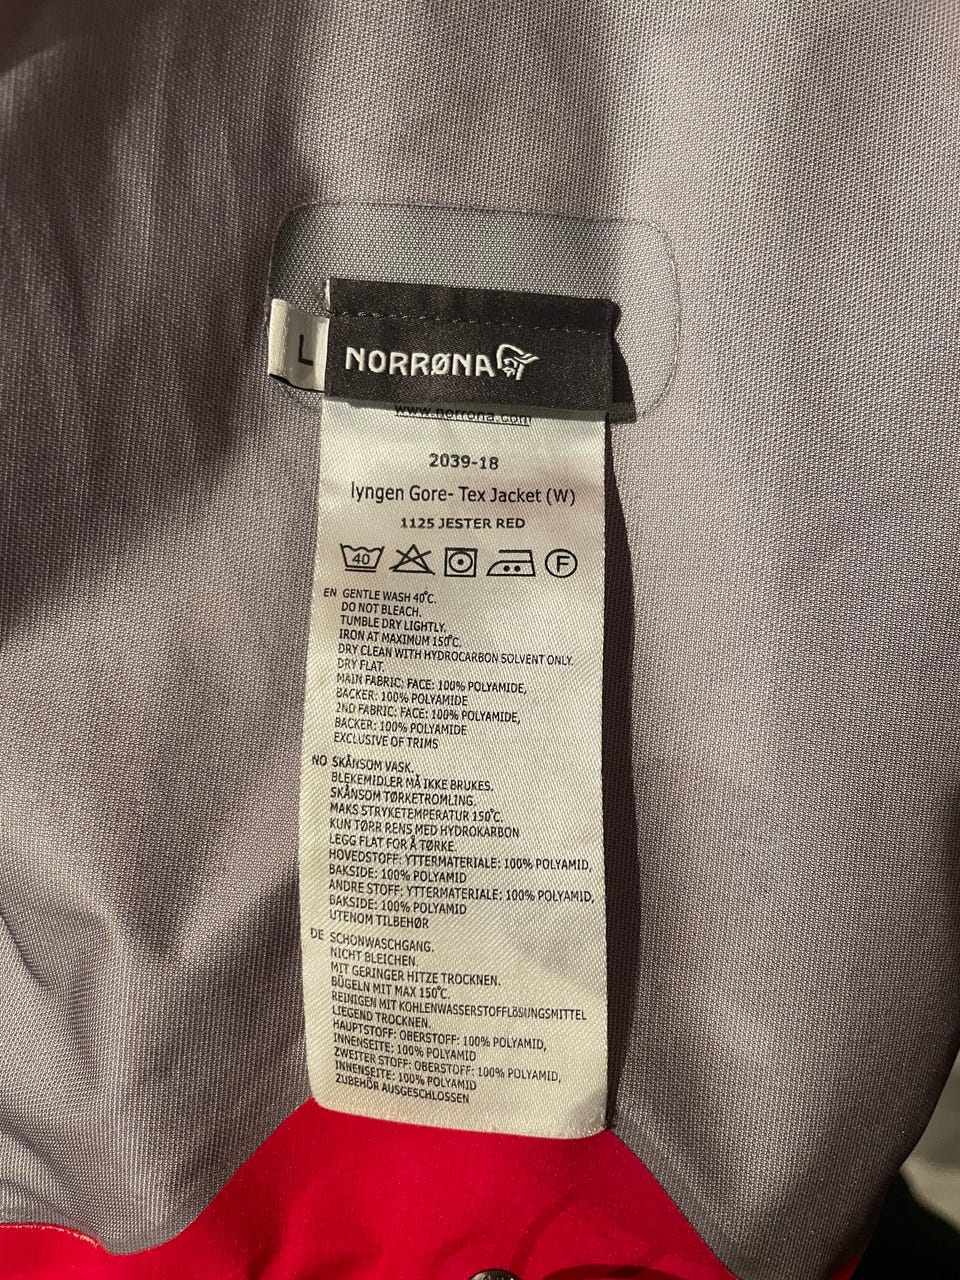 L
NORRØNA
www.norrona.com
2039-18
lyngen Gore- Tex Jacket (W)
1125 JESTER RED
40 F
EN GENTLE WASH 40°C.
DO NOT BLEACH.
TUMBLE DRY LIGHTLY.
IRON AT MAXIMUM 150°C.
DRY CLEAN WITH HYDROCARBON SOLVENT ONLY.
DRY FLAT.
MAIN FABRIC: FACE: 100% POLYAMIDE,
BACKER: 100% POLYAMIDE
2ND FABRIC: FACE: 100% POLYAMIDE,
BACKER: 100% POLYAMIDE
EXCLUSIVE OF TRIMS
NO SKÅNSOM VASK.
BLEKEMIDLER MÅ IKKE BRUKES.
SKÅNSOM TØRKETROMLING.
MAKS STRYKETEMPERATUR 150°C.
KUN TØRR RENS MED HYDROKARBON
LEGG FLAT FOR Å TØRKE.
HOVEDSTOFF: YTTERMATERIALE: 100% POLYAMID,
BAKSIDE: 100% POLYAMID
ANDRE STOFF: YTTERMATERIALE: 100% POLYAMID,
BAKSIDE: 100% POLYAMID
UTENOM TILBEHØR
DE SCHONWASCHGANG.
NICHT BLEICHEN.
MIT GERINGER HITZE TROCKNEN.
BÜGELN MIT MAX 150°C.
REINIGEN MIT KOHLENWASSERSTOFFLÖSUNGSMITTEL
LIEGEND TROCKNEN.
HAUPTSTOFF: OBERSTOFF: 100% POLYAMID,
INNENSEITE: 100% POLYAMID
ZWEITER STOFF: OBERSTOFF: 100% POLYAMID,
INNENSEITE: 100% POLYAMID
ZUBEHÖR AUSGESCHLOSSEN